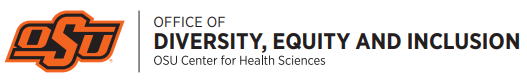 OSU
OFFICE OF
DIVERSITY, EQUITY AND INCLUSION
OSU Center for Health Sciences